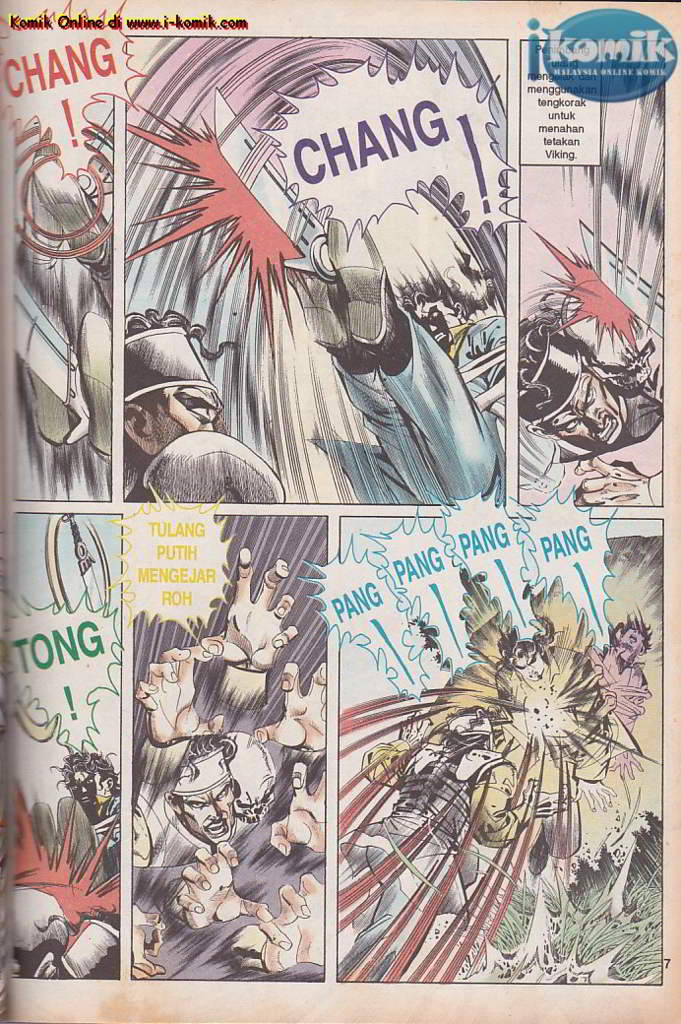 Komik Online di www.i-komik.com
CHANG
!
CHANG
!
ikomik
MALAYSIA ONLINE KOMIK
ulang
menggunakan
tengkorak
untuk
menahan
tetakan
Viking.
TONG
!
TULANG
PUTIH
MENGEJAR
ROH
PANG
!
PANG
!
PANG
!
PANG
!
7